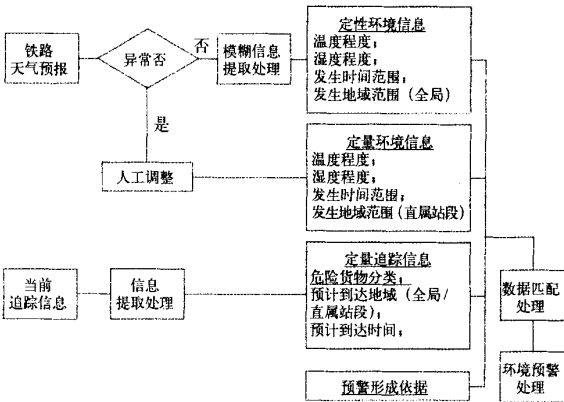 铁路
天气预报
异常否
否
模糊信息
提取处理
定性环境信息
温度程度；
湿度程度；
发生时间范围；
发生地域范围（全局）
是
人工调整
定量环境信息
温度程度；
湿度程度；
发生时间范围；
发生地域范围（直属站段）
当前
追踪信息
信息
提取处理
定量追踪信息
危险货物分类；
预计到达地域（全局/
直属站段）；
预计到达时间；
数据匹配
处理
预警形成依据
环境预警
处理